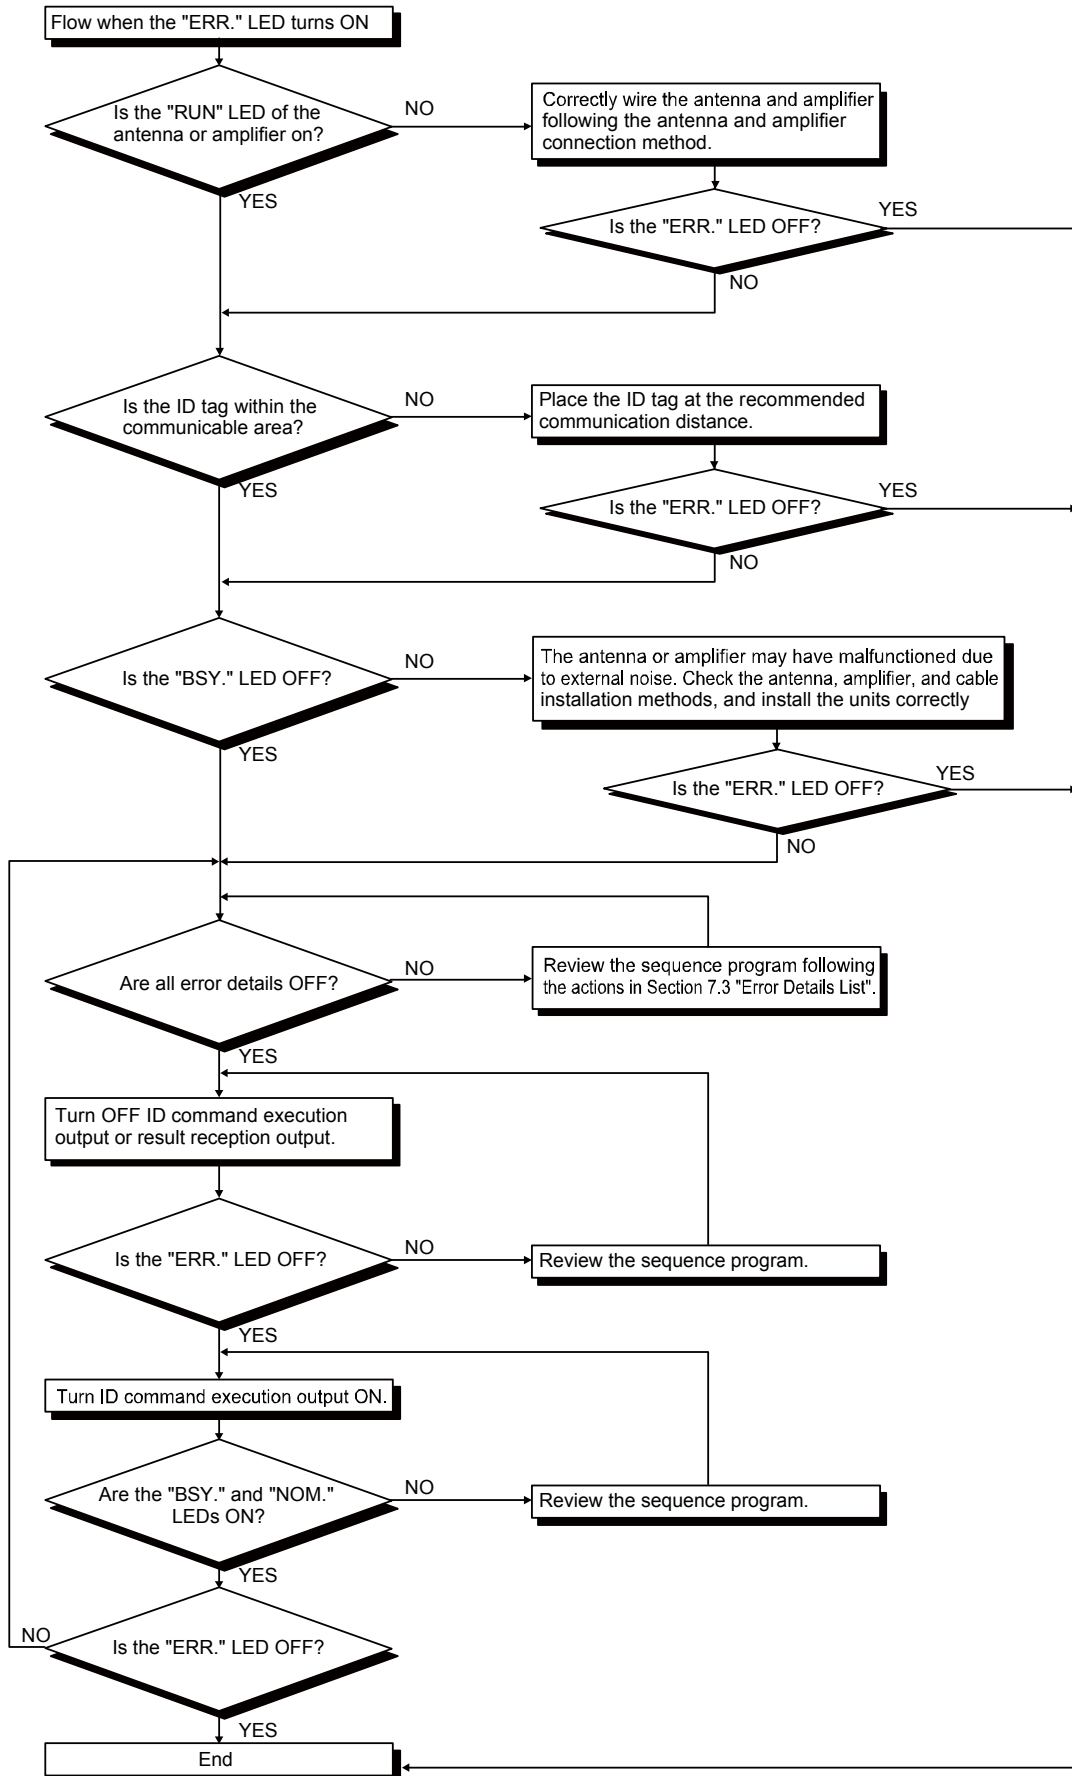 Flow when the "ERR." LED turns ON
Is the "RUN" LED of the
antenna or amplifier on?
NO
Correctly wire the antenna and amplifier
following the antenna and amplifier
connection method.
YES
Is the "ERR." LED OFF?
YES
NO
Is the ID tag within the
communicable area?
NO
Place the ID tag at the recommended
communication distance.
YES
Is the "ERR." LED OFF?
YES
NO
Is the "BSY." LED OFF?
NO
The antenna or amplifier may have malfunctioned due
to external noise. Check the antenna, amplifier, and cable
installation methods, and install the units correctly
YES
Is the "ERR." LED OFF?
YES
NO
Are all error details OFF?
NO
Review the sequence program following
the actions in Section 7.3 "Error Details List".
YES
Turn OFF ID command execution
output or result reception output.
Is the "ERR." LED OFF?
NO
Review the sequence program.
YES
Turn ID command execution output ON.
Are the "BSY." and "NOM."
LEDs ON?
NO
Review the sequence program.
YES
NO
Is the "ERR." LED OFF?
YES
End